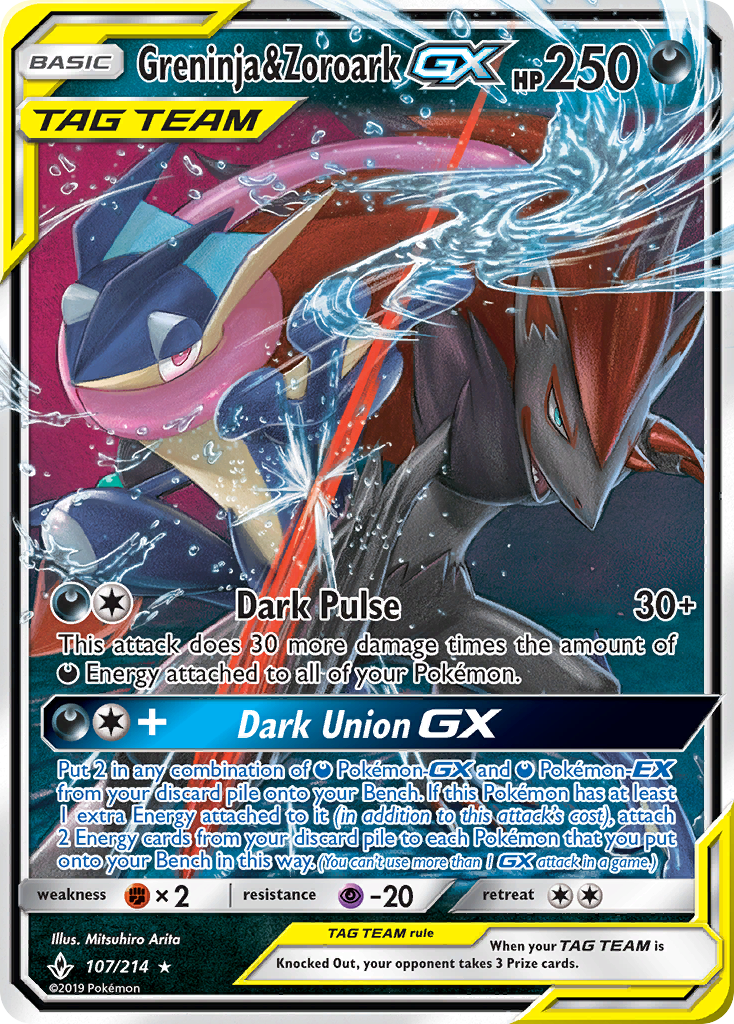 BASIC
Greninja&Zoroark GX HP250
TAG TEAM
Dark Pulse 30+
This attack does 30 more damage times the amount of
Energy attached to all of your Pokémon.
+ Dark Union GX
Put 2 in any combination of Pokémon-GX and Pokémon-EX
from your discard pile onto your Bench. If this Pokémon has at least
1 extra Energy attached to it (in addition to this attack's cost), attach
2 Energy cards from your discard pile to each Pokémon that you put
onto your Bench in this way. (You can't use more than 1 GX attack in a game.)
weakness ×2 resistance -20 retreat
Illus. Mitsuhiro Arita
TAG TEAM rule
When your TAG TEAM is
Knocked Out, your opponent takes 3 Prize cards.
107/214
©2019 Pokémon